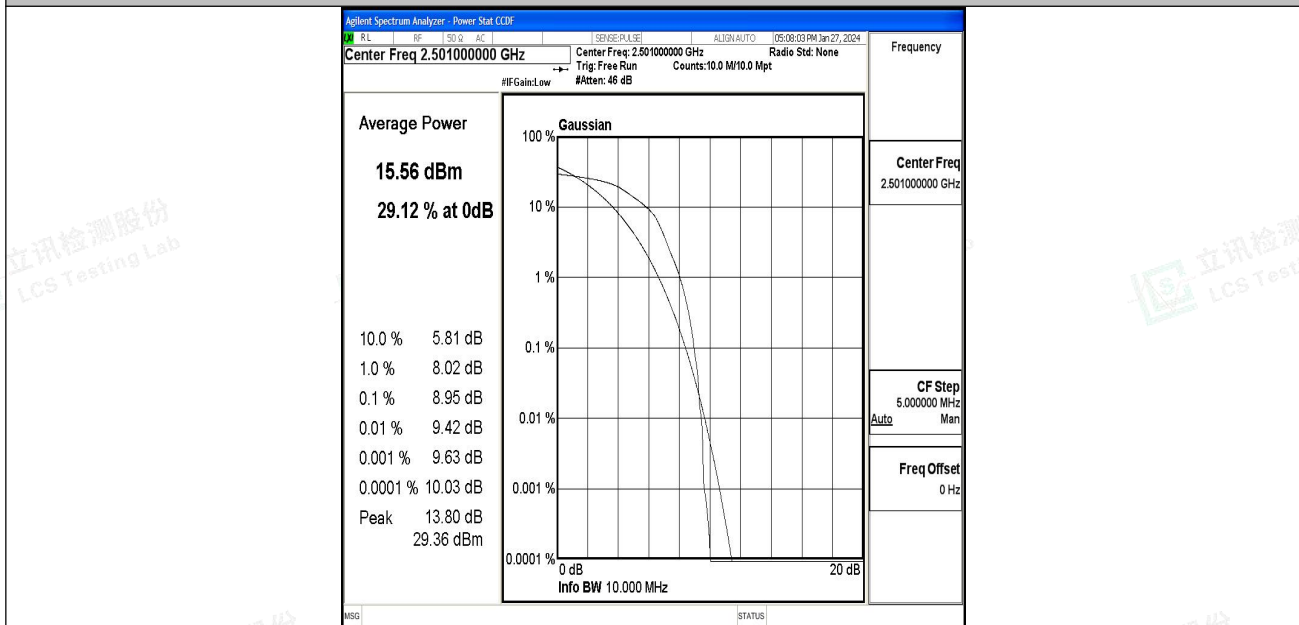 Agilent Spectrum Analyzer - Power Stat CCDF
RL RF 50 Ω AC SENSE:PULSE ALIGN AUTO 05:08:03 PM Jan 27, 2024
Center Freq 2.501000000 GHz
Center Freq: 2.501000000 GHz Radio Std: None
Trig: Free Run Counts:10.0 M/10.0 Mpt
#IFGain:Low #Atten: 46 dB
Frequency
Average Power
15.56 dBm
29.12 % at 0dB
10.0 % 5.81 dB
1.0 % 8.02 dB
0.1 % 8.95 dB
0.01 % 9.42 dB
0.001 % 9.63 dB
0.0001 % 10.03 dB
Peak 13.80 dB
29.36 dBm
Gaussian
100 %
10 %
1 %
0.1 %
0.01 %
0.001 %
0.0001 %
0 dB 20 dB
Info BW 10.000 MHz
Center Freq
2.501000000 GHz
CF Step
5.000000 MHz
Auto Man
Freq Offset
0 Hz
MSG STATUS
立讯检测股份
LCS Testing Lab
立讯检测
LCS Testi